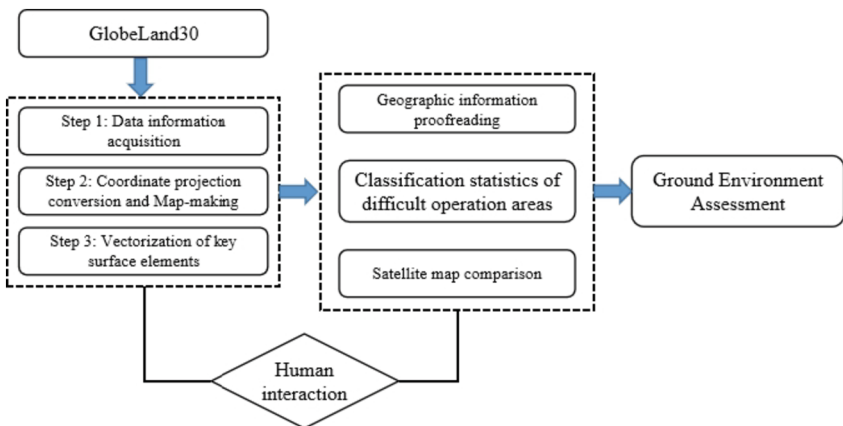 GlobeLand30
Step 1: Data information
acquisition
Step 2: Coordinate projection
conversion and Map-making
Step 3: Vectorization of key
surface elements
Geographic information
proofreading
Classification statistics of
difficult operation areas
Satellite map comparison
Ground Environment
Assessment
Human
interaction